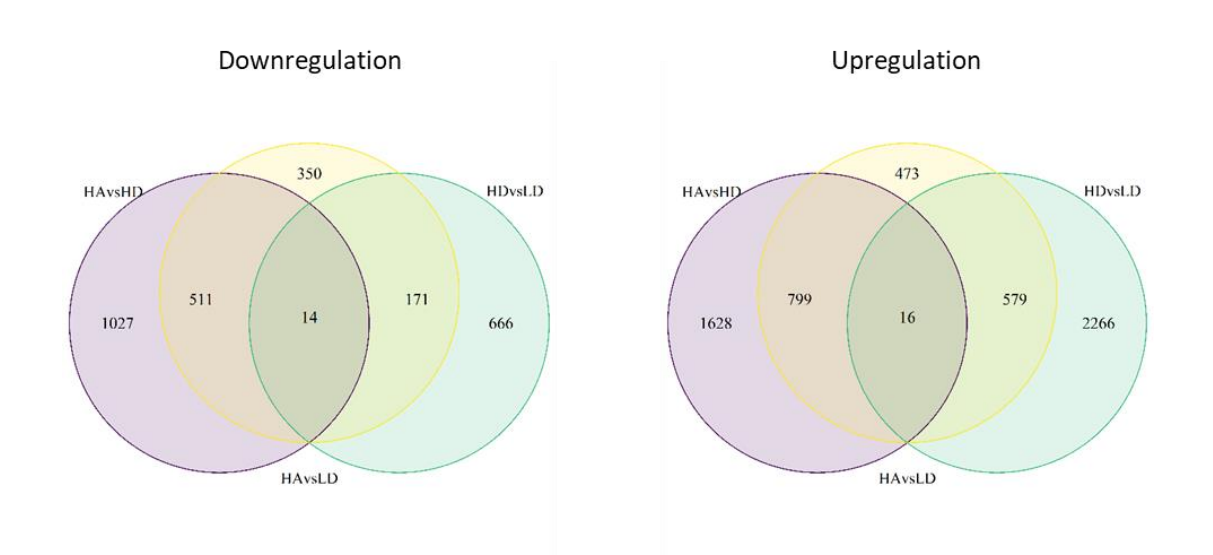 Downregulation
350
HAvsHD
HDvsLD
511
171
14
1027
666
HAvsLD
Upregulation
473
HAvsHD
HDvsLD
799
579
16
1628
2266
HAvsLD